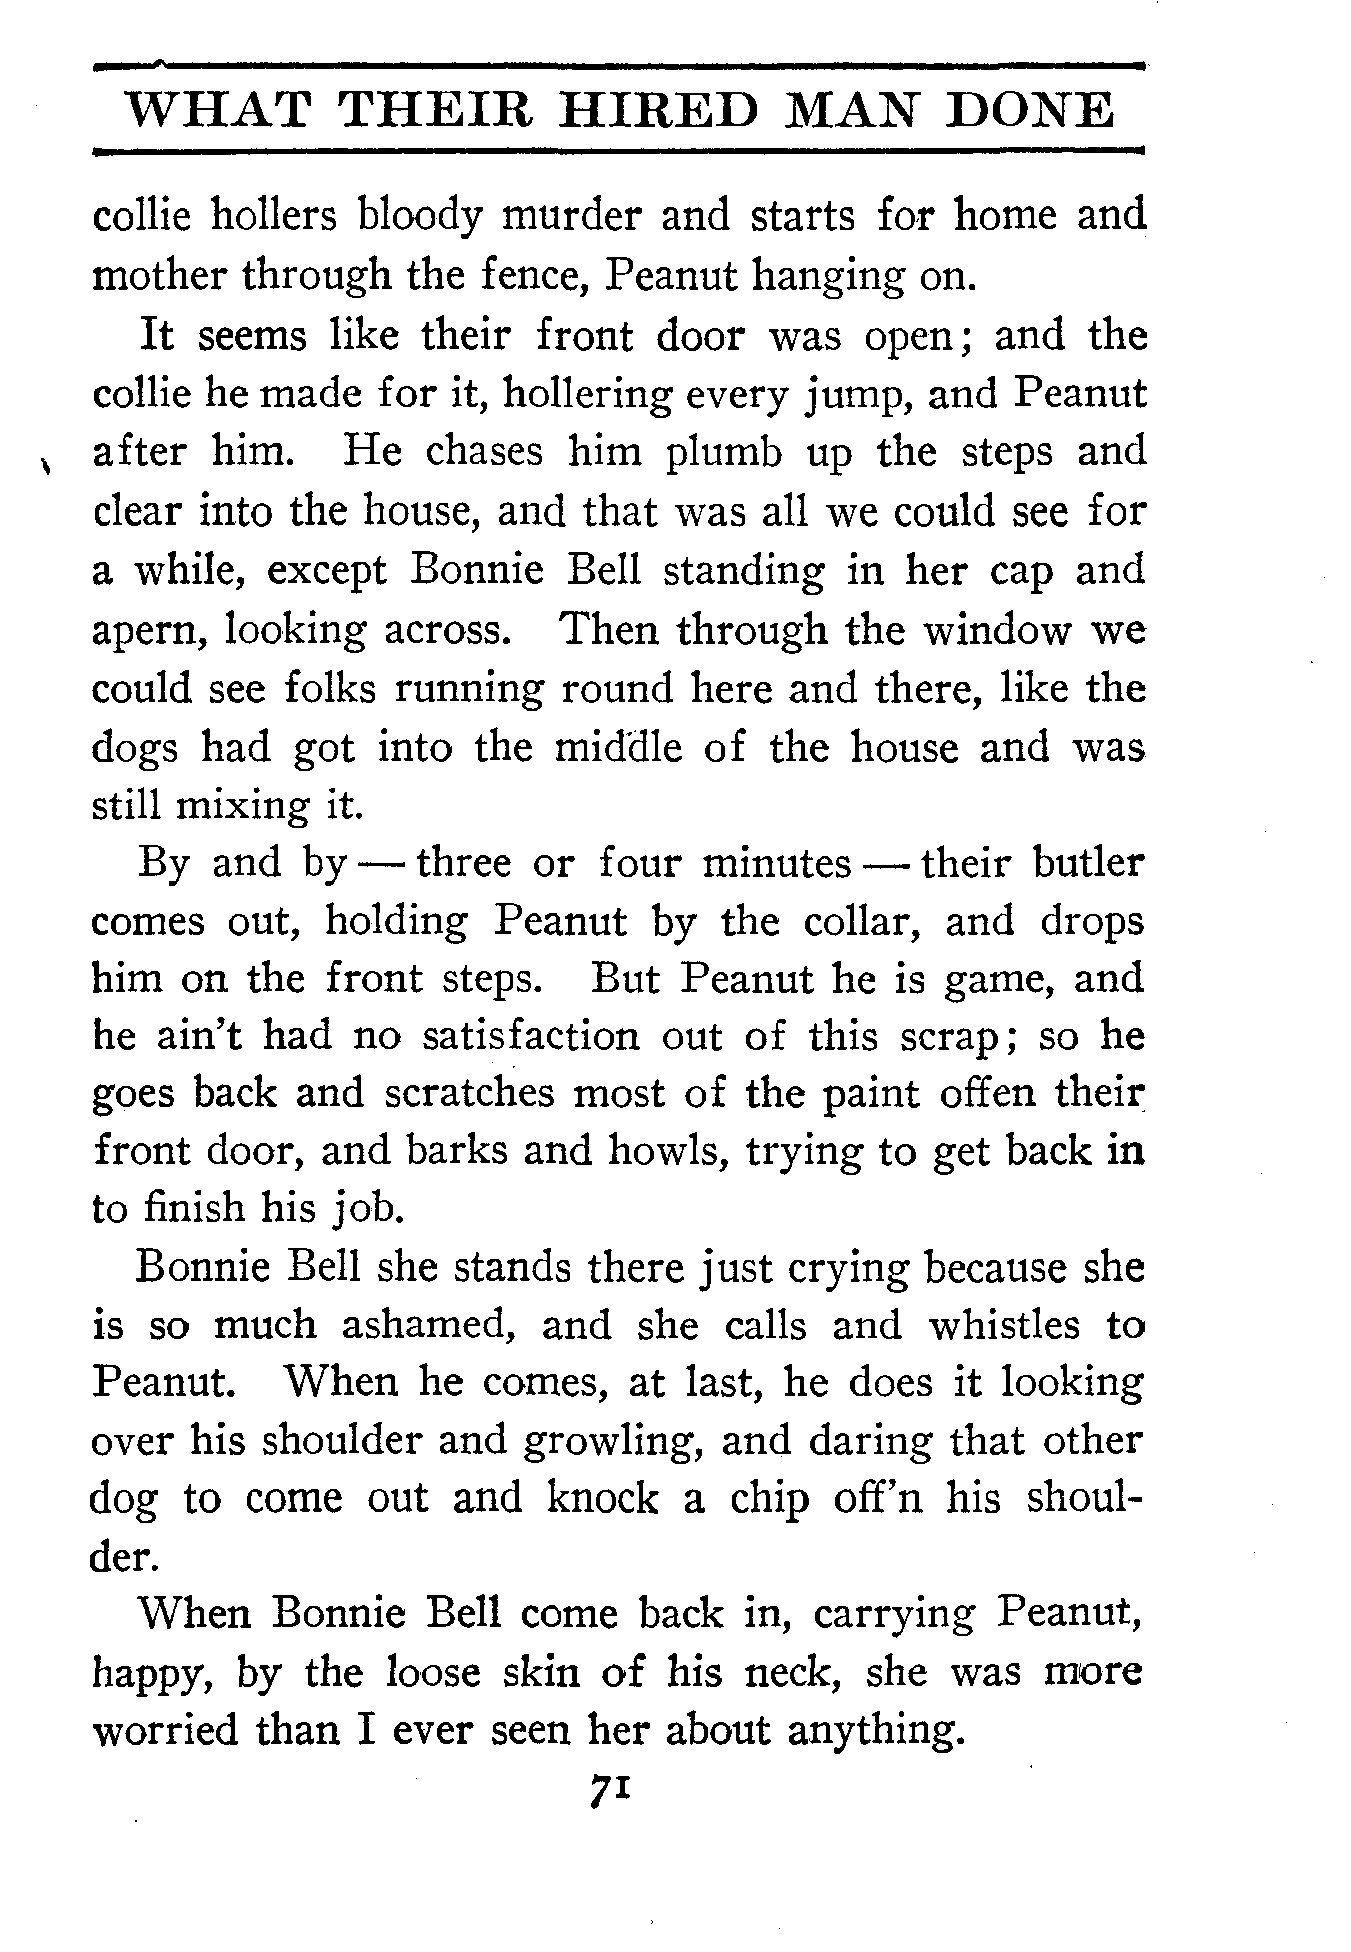 WHAT THEIR HIRED MAN DONE
collie hollers bloody murder and starts for home and
mother through the fence, Peanut hanging on.
It seems like their front door was open; and the
collie he made for it, hollering every jump, and Peanut
after him. He chases him plumb up the steps and
clear into the house, and that was all we could see for
a while, except Bonnie Bell standing in her cap and
apern, looking across. Then through the window we
could see folks running round here and there, like the
dogs had got into the middle of the house and was
still mixing it.
By and by — three or four minutes — their butler
comes out, holding Peanut by the collar, and drops
him on the front steps. But Peanut he is game, and
he ain't had no satisfaction out of this scrap; so he
goes back and scratches most of the paint offen their
front door, and barks and howls, trying to get back in
to finish his job.
Bonnie Bell she stands there just crying because she
is so much ashamed, and she calls and whistles to
Peanut. When he comes, at last, he does it looking
over his shoulder and growling, and daring that other
dog to come out and knock a chip off'n his shoul-
der.
When Bonnie Bell come back in, carrying Peanut,
happy, by the loose skin of his neck, she was more
worried than I ever seen her about anything.
71